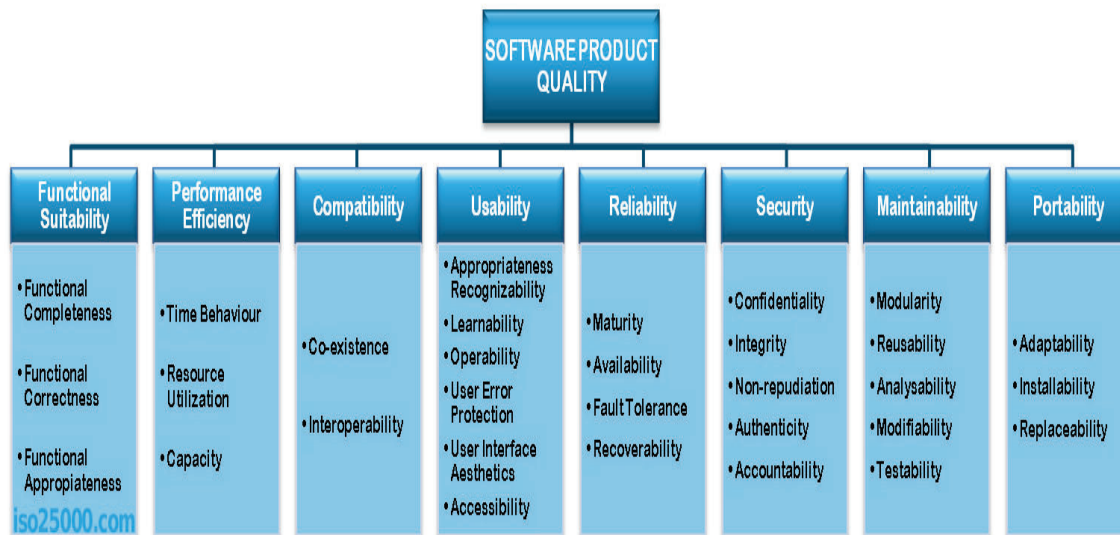 SOFTWARE PRODUCT
QUALITY
Functional
Suitability
• Functional
Completeness
• Functional
Correctness
• Functional
Appropiateness
Performance
Efficiency
• Time Behaviour
• Resource
Utilization
• Capacity
Compatibility
• Co-existence
• Interoperability
Usability
• Appropriateness
Recognizability
• Learnability
• Operability
• User Error
Protection
• User Interface
Aesthetics
• Accessibility
Reliability
• Maturity
• Availability
• Fault Tolerance
• Recoverability
Security
• Confidentiality
• Integrity
• Non-repudiation
• Authenticity
• Accountability
Maintainability
• Modularity
• Reusability
• Analysability
• Modifiability
• Testability
Portability
• Adaptability
• Installability
• Replaceability
iso25000.com